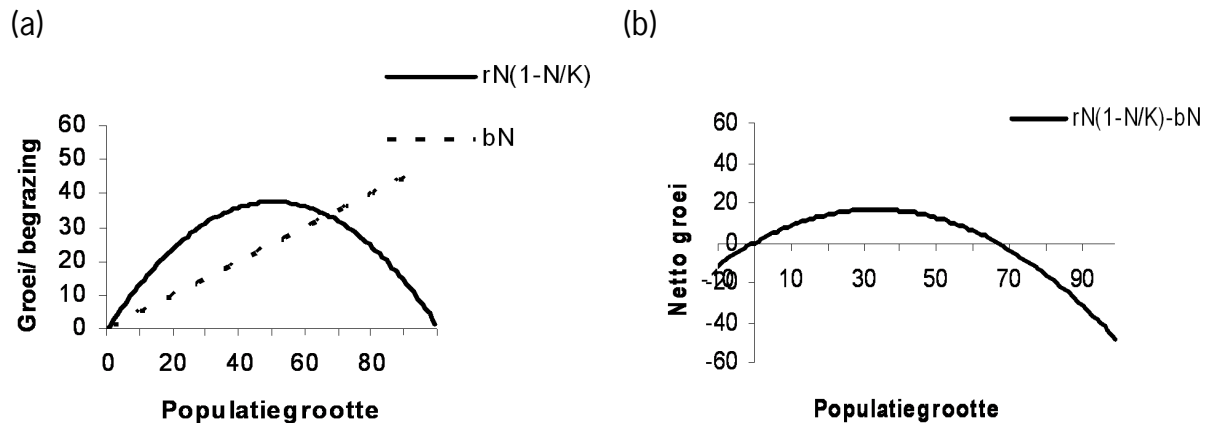 (a)
rN(1-N/K)
bN
60
50
40
30
20
10
0
Groei/ begrazing
0 20 40 60 80
Populatiegrootte
(b)
rN(1-N/K)-bN
60
40
20
0
-20
-40
-60
Netto groei
-10 10 30 50 70 90
Populatiegrootte